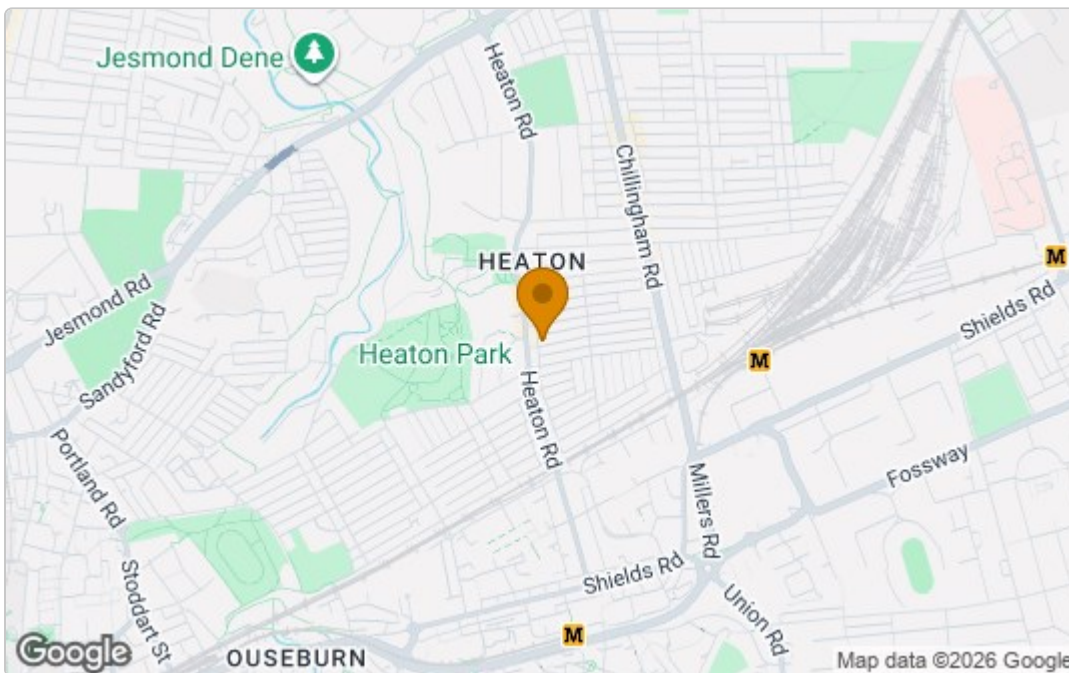 Jesmond Dene
Heaton Rd
Chillingham Rd
HEATON
M
Jesmond Rd
Sandyford Rd
Shields Rd
M
Heaton Park
Heaton Rd
Portland Rd
Fossway
Millers Rd
Stoddart St
Shields Rd
Union Rd
M
Google
OUSEBURN
Map data ©2026 Google